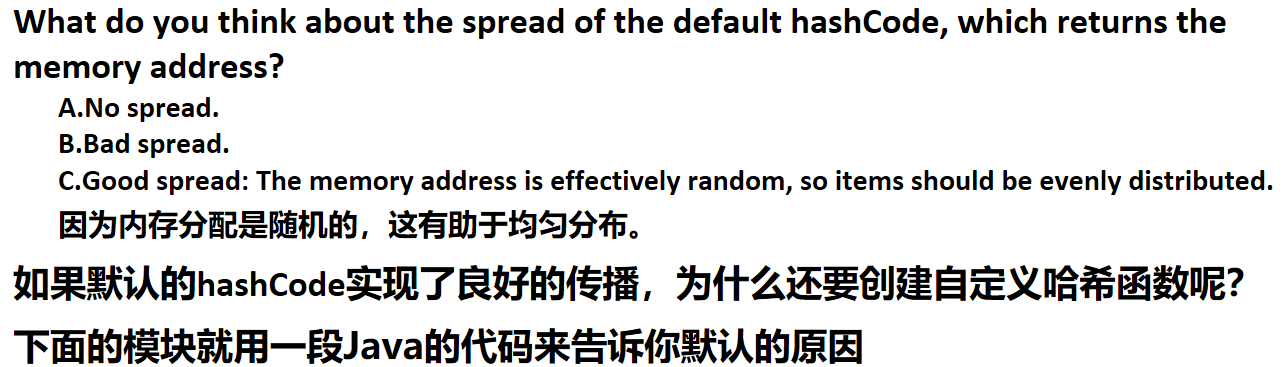 What do you think about the spread of the default hashCode, which returns the
memory address?
A.No spread.
B.Bad spread.
C.Good spread: The memory address is effectively random, so items should be evenly distributed.
因为内存分配是随机的，这有助于均匀分布。
如果默认的hashCode实现了良好的传播，为什么还要创建自定义哈希函数呢?
下面的模块就用一段Java的代码来告诉你默认的原因